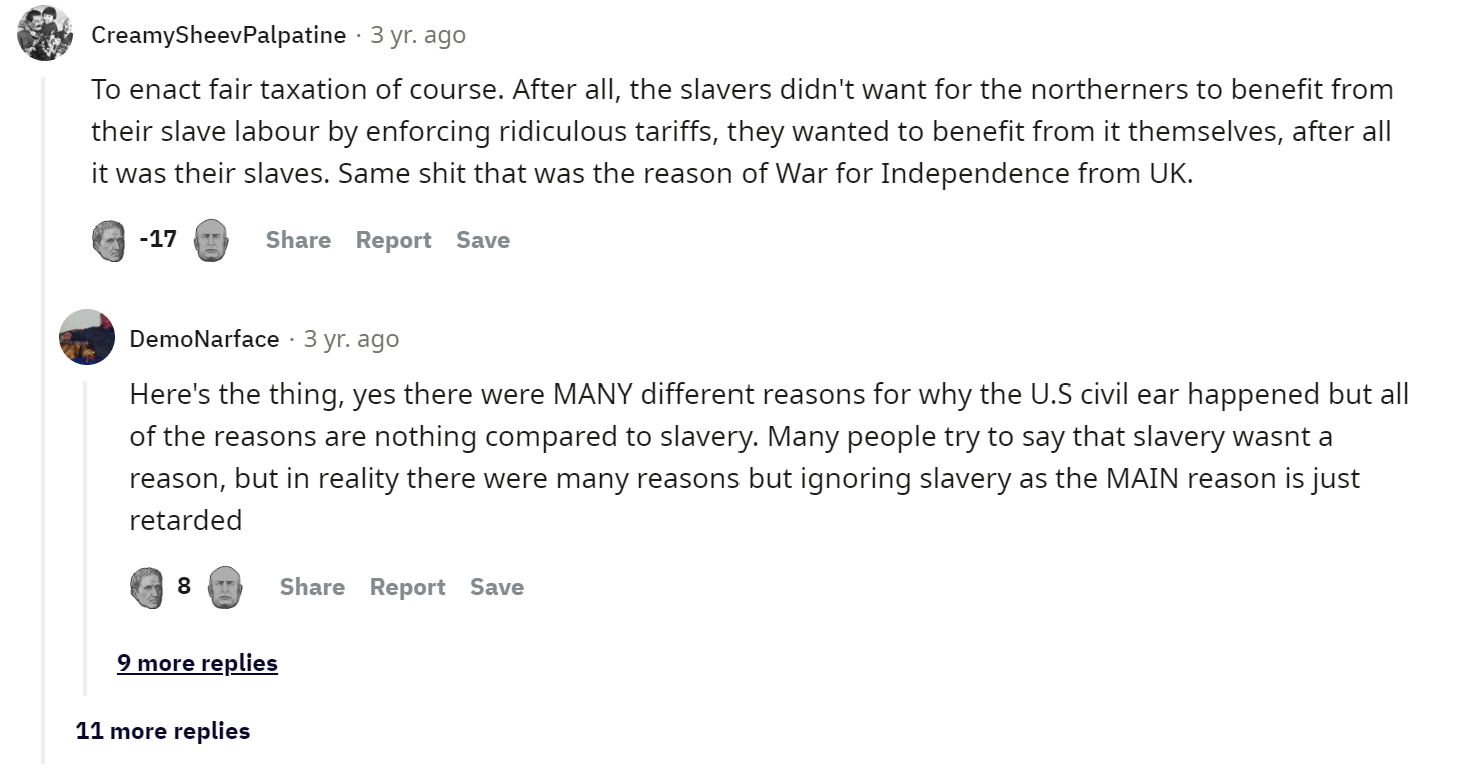 CreamySheevPalpatine · 3 yr. ago
To enact fair taxation of course. After all, the slavers didn't want for the northerners to benefit from
their slave labour by enforcing ridiculous tariffs, they wanted to benefit from it themselves, after all
it was their slaves. Same shit that was the reason of War for Independence from UK.
-17 Share Report Save
DemoNarface · 3 yr. ago
Here's the thing, yes there were MANY different reasons for why the U.S civil ear happened but all
of the reasons are nothing compared to slavery. Many people try to say that slavery wasnt a
reason, but in reality there were many reasons but ignoring slavery as the MAIN reason is just
retarded
8 Share Report Save
9 more replies
11 more replies